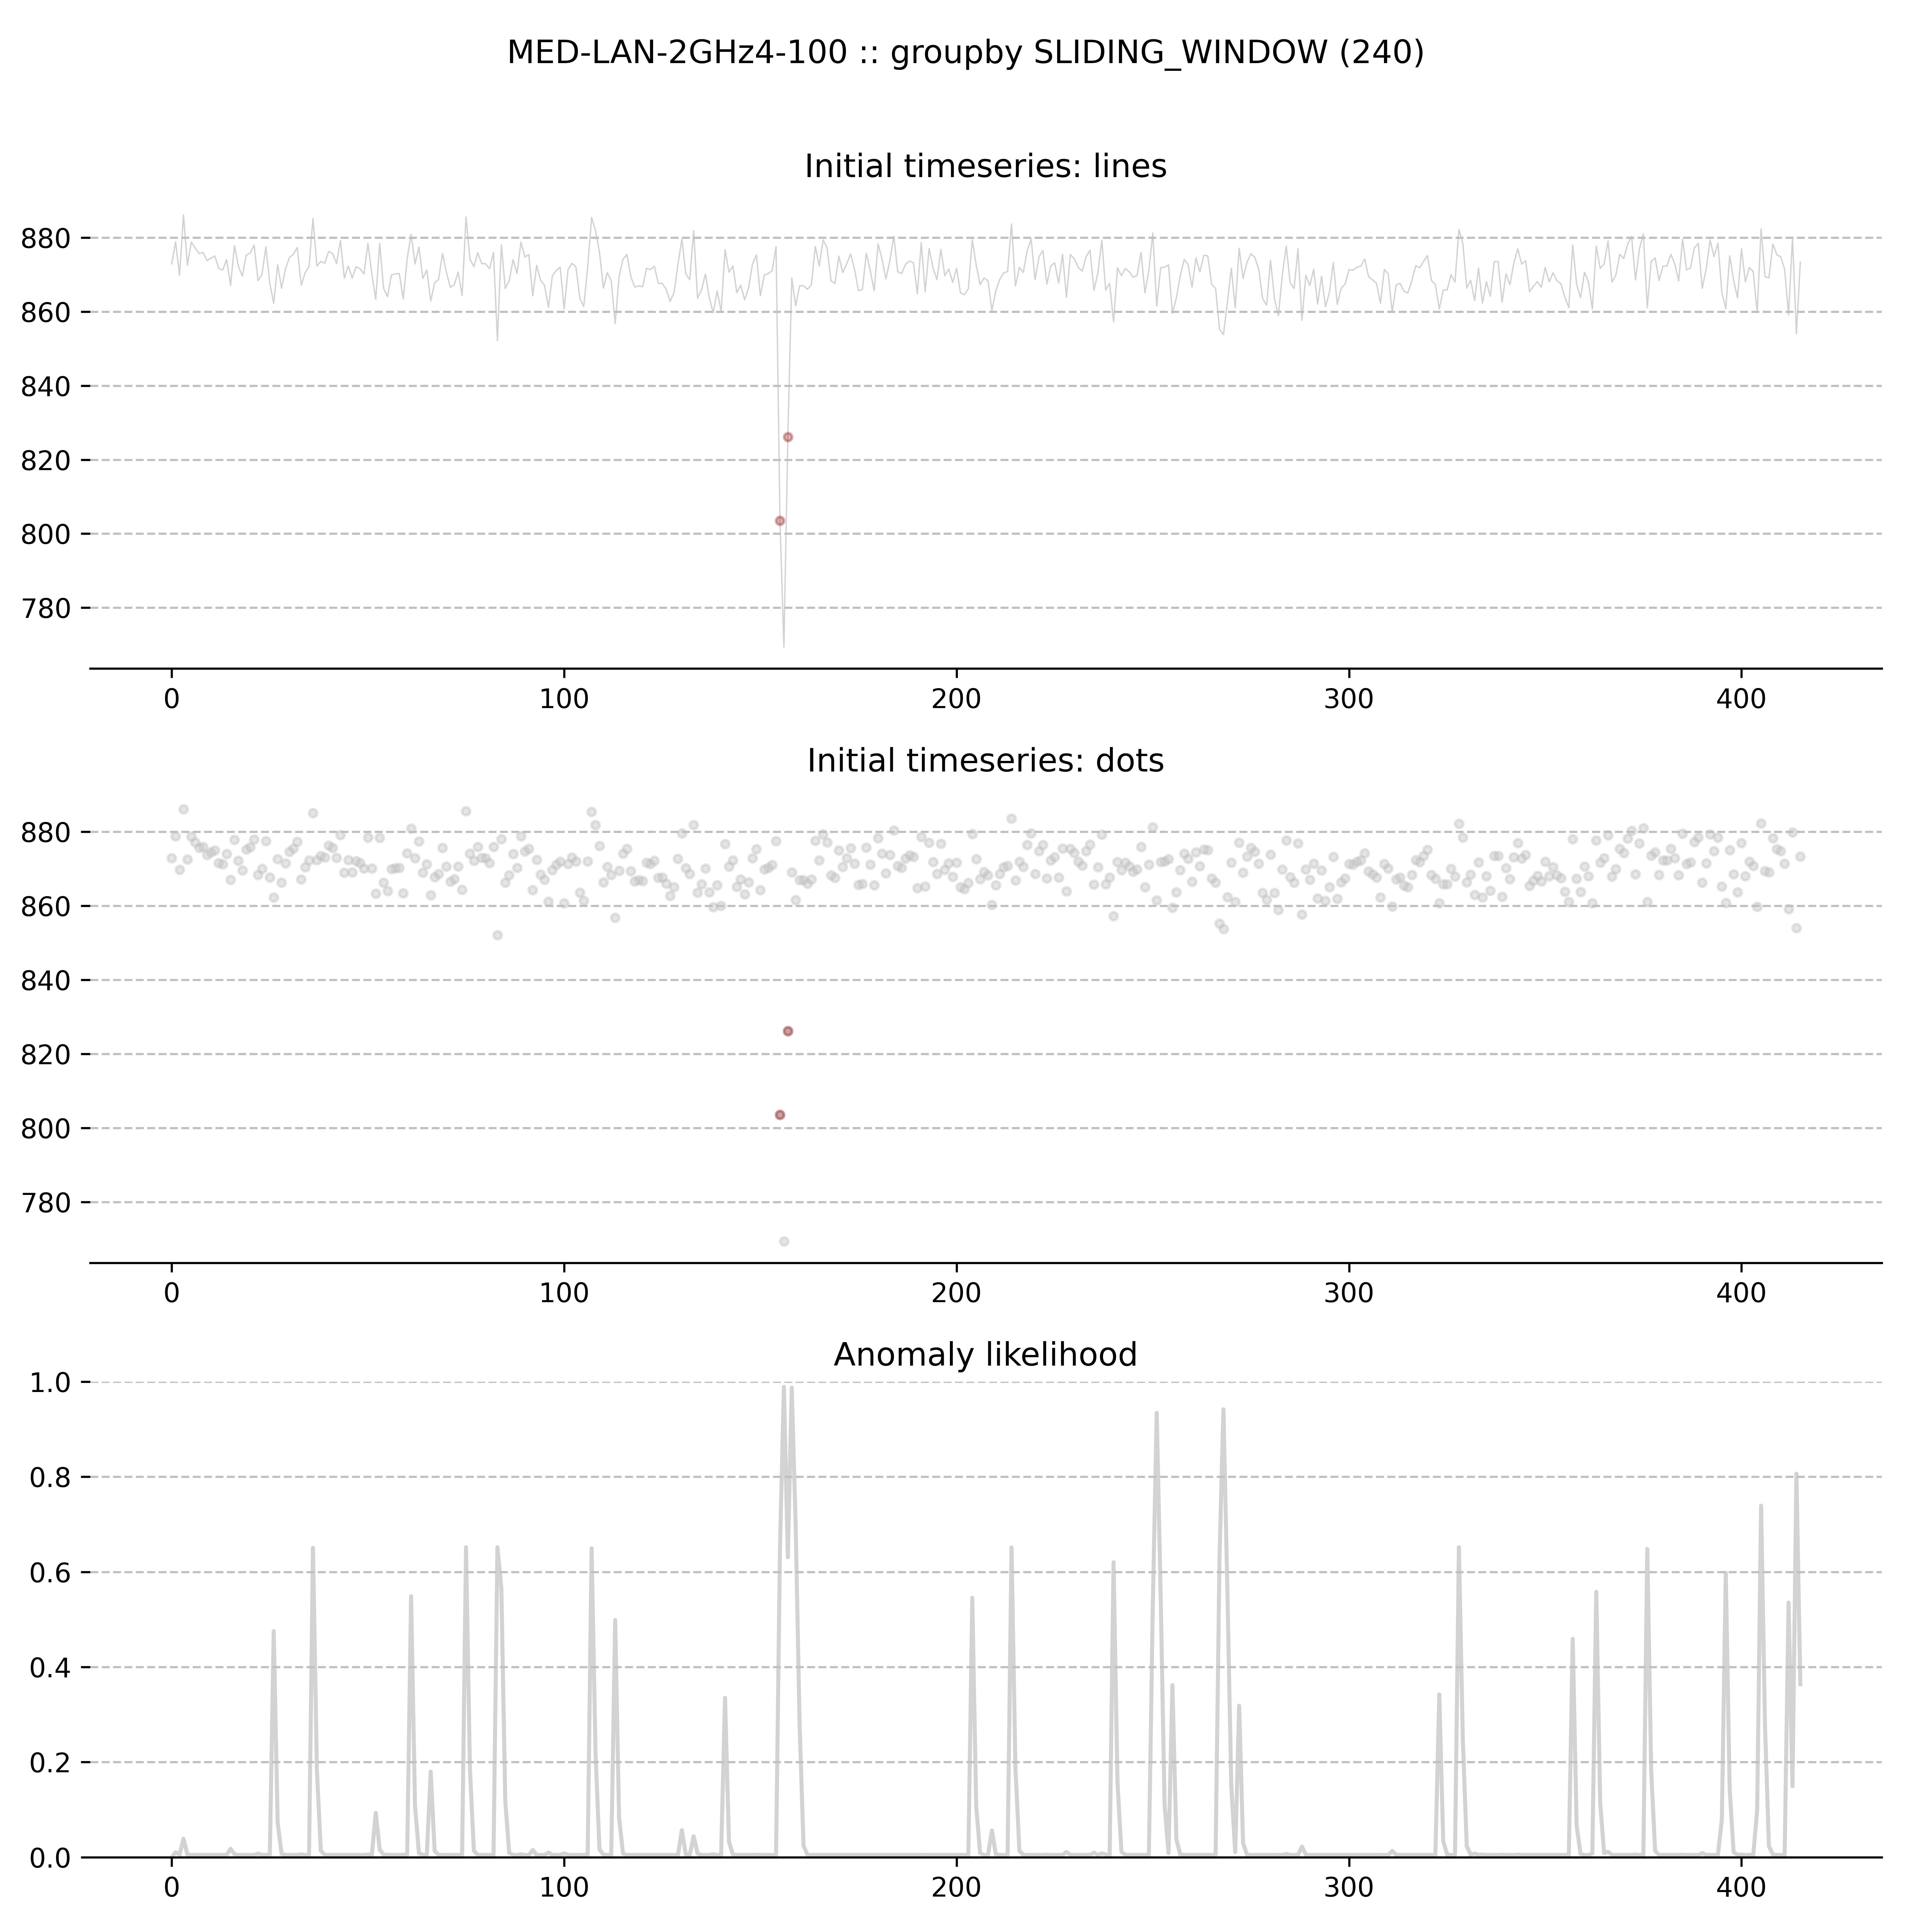 MED-LAN-2GHz4-100 :: groupby SLIDING_WINDOW (240)
Initial timeseries: lines
880
860
840
820
800
780
0 100 200 300 400
Initial timeseries: dots
880
860
840
820
800
780
0 100 200 300 400
Anomaly likelihood
1.0
0.8
0.6
0.4
0.2
0.0
0 100 200 300 400